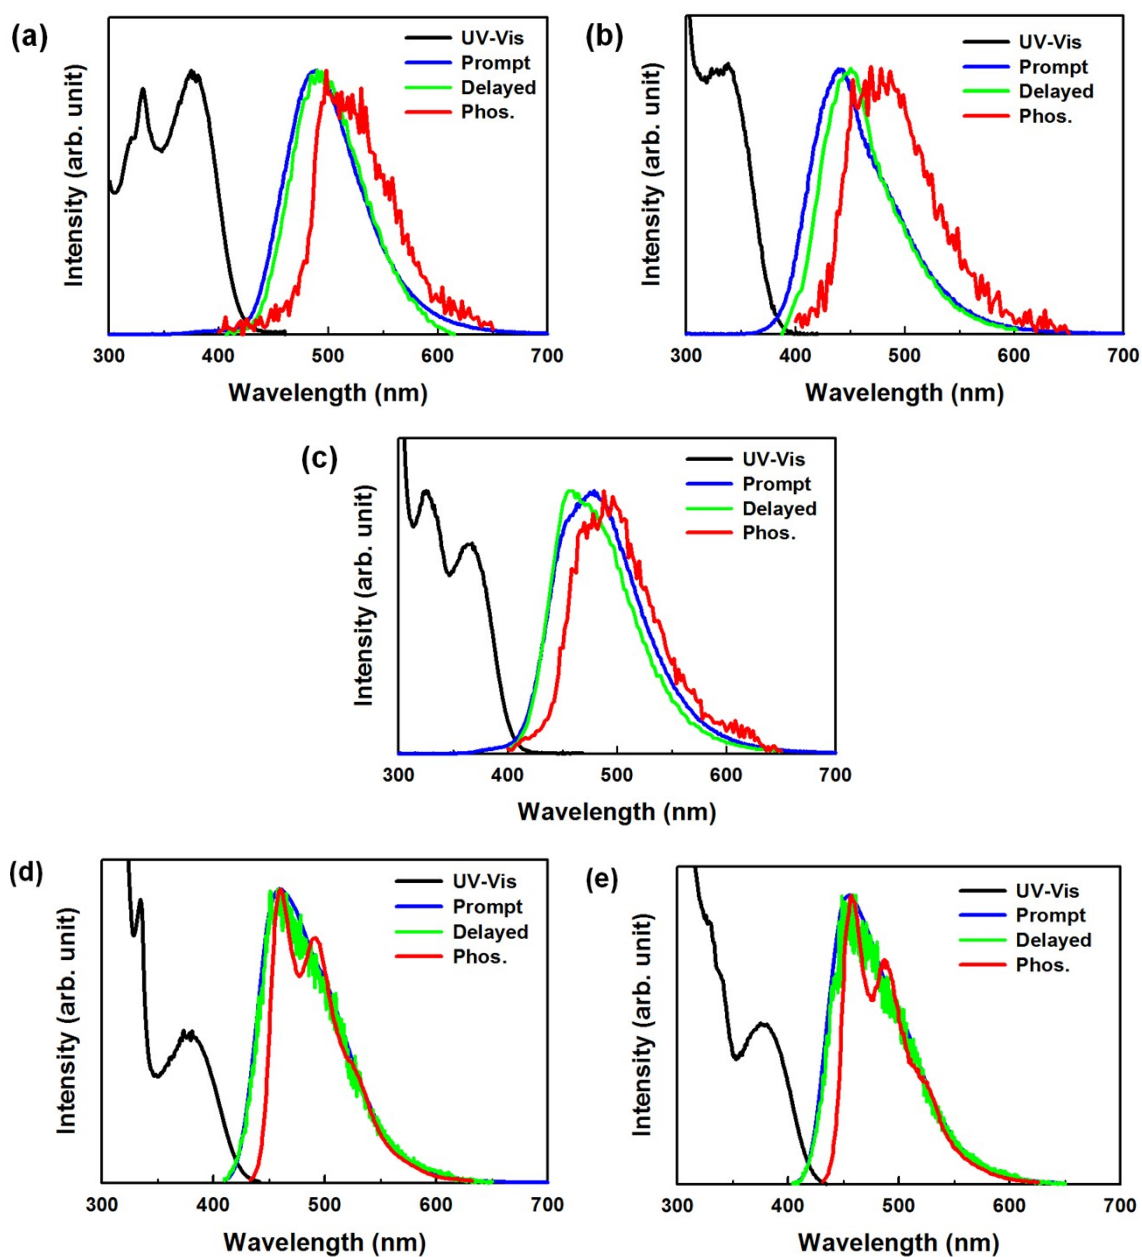 (a)
UV-Vis
Prompt
Delayed
Phos.
Intensity (arb. unit)
300 400 500 600 700
Wavelength (nm)
(b)
UV-Vis
Prompt
Delayed
Phos.
Intensity (arb. unit)
300 400 500 600 700
Wavelength (nm)
(c)
UV-Vis
Prompt
Delayed
Phos.
Intensity (arb. unit)
300 400 500 600 700
Wavelength (nm)
(d)
UV-Vis
Prompt
Delayed
Phos.
Intensity (arb. unit)
300 400 500 600 700
Wavelength (nm)
(e)
UV-Vis
Prompt
Delayed
Phos.
Intensity (arb. unit)
300 400 500 600 700
Wavelength (nm)